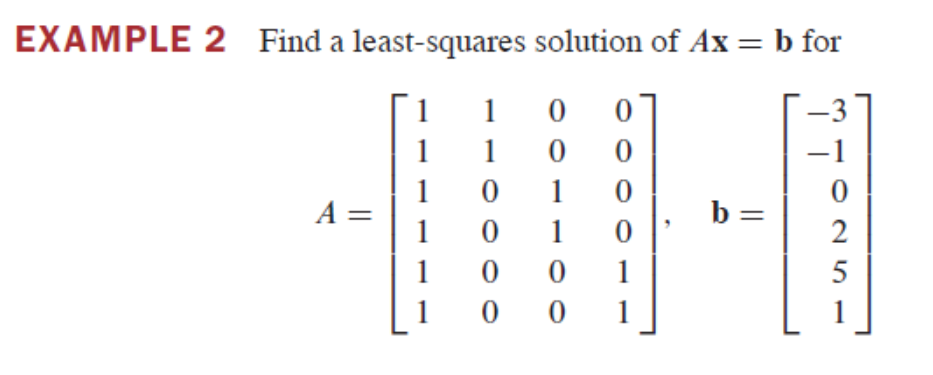 EXAMPLE 2 Find a least-squares solution of Ax = b for
A = [1 1 0 0; 1 1 0 0; 1 0 1 0; 1 0 1 0; 1 0 0 1; 1 0 0 1], b = [−3; −1; 0; 2; 5; 1]